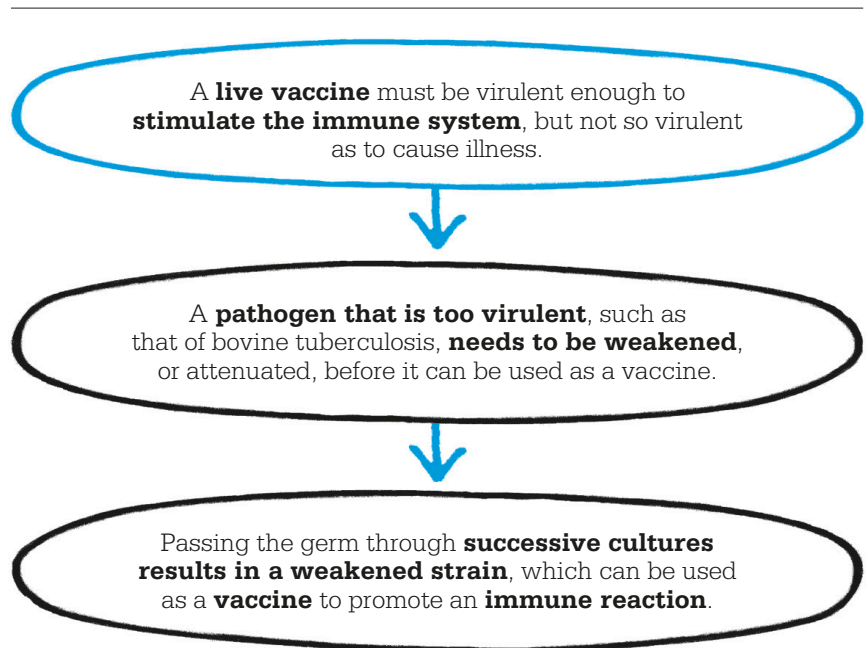 A live vaccine must be virulent enough to
stimulate the immune system, but not so virulent
as to cause illness.
A pathogen that is too virulent, such as
that of bovine tuberculosis, needs to be weakened,
or attenuated, before it can be used as a vaccine.
Passing the germ through successive cultures
results in a weakened strain, which can be used
as a vaccine to promote an immune reaction.